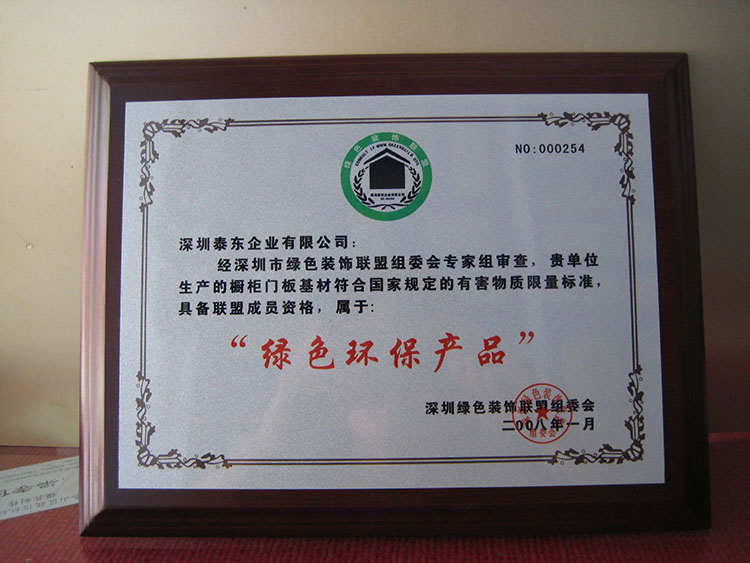 绿色装饰联盟
NO:000254
深圳泰东企业有限公司：
经深圳市绿色装饰联盟组委会专家组审查，贵单位
生产的橱柜门板基材符合国家规定的有害物质限量标准，
具备联盟成员资格，属于：
“绿色环保产品”
深圳绿色装饰联盟组委会
二00八年一月
组委会